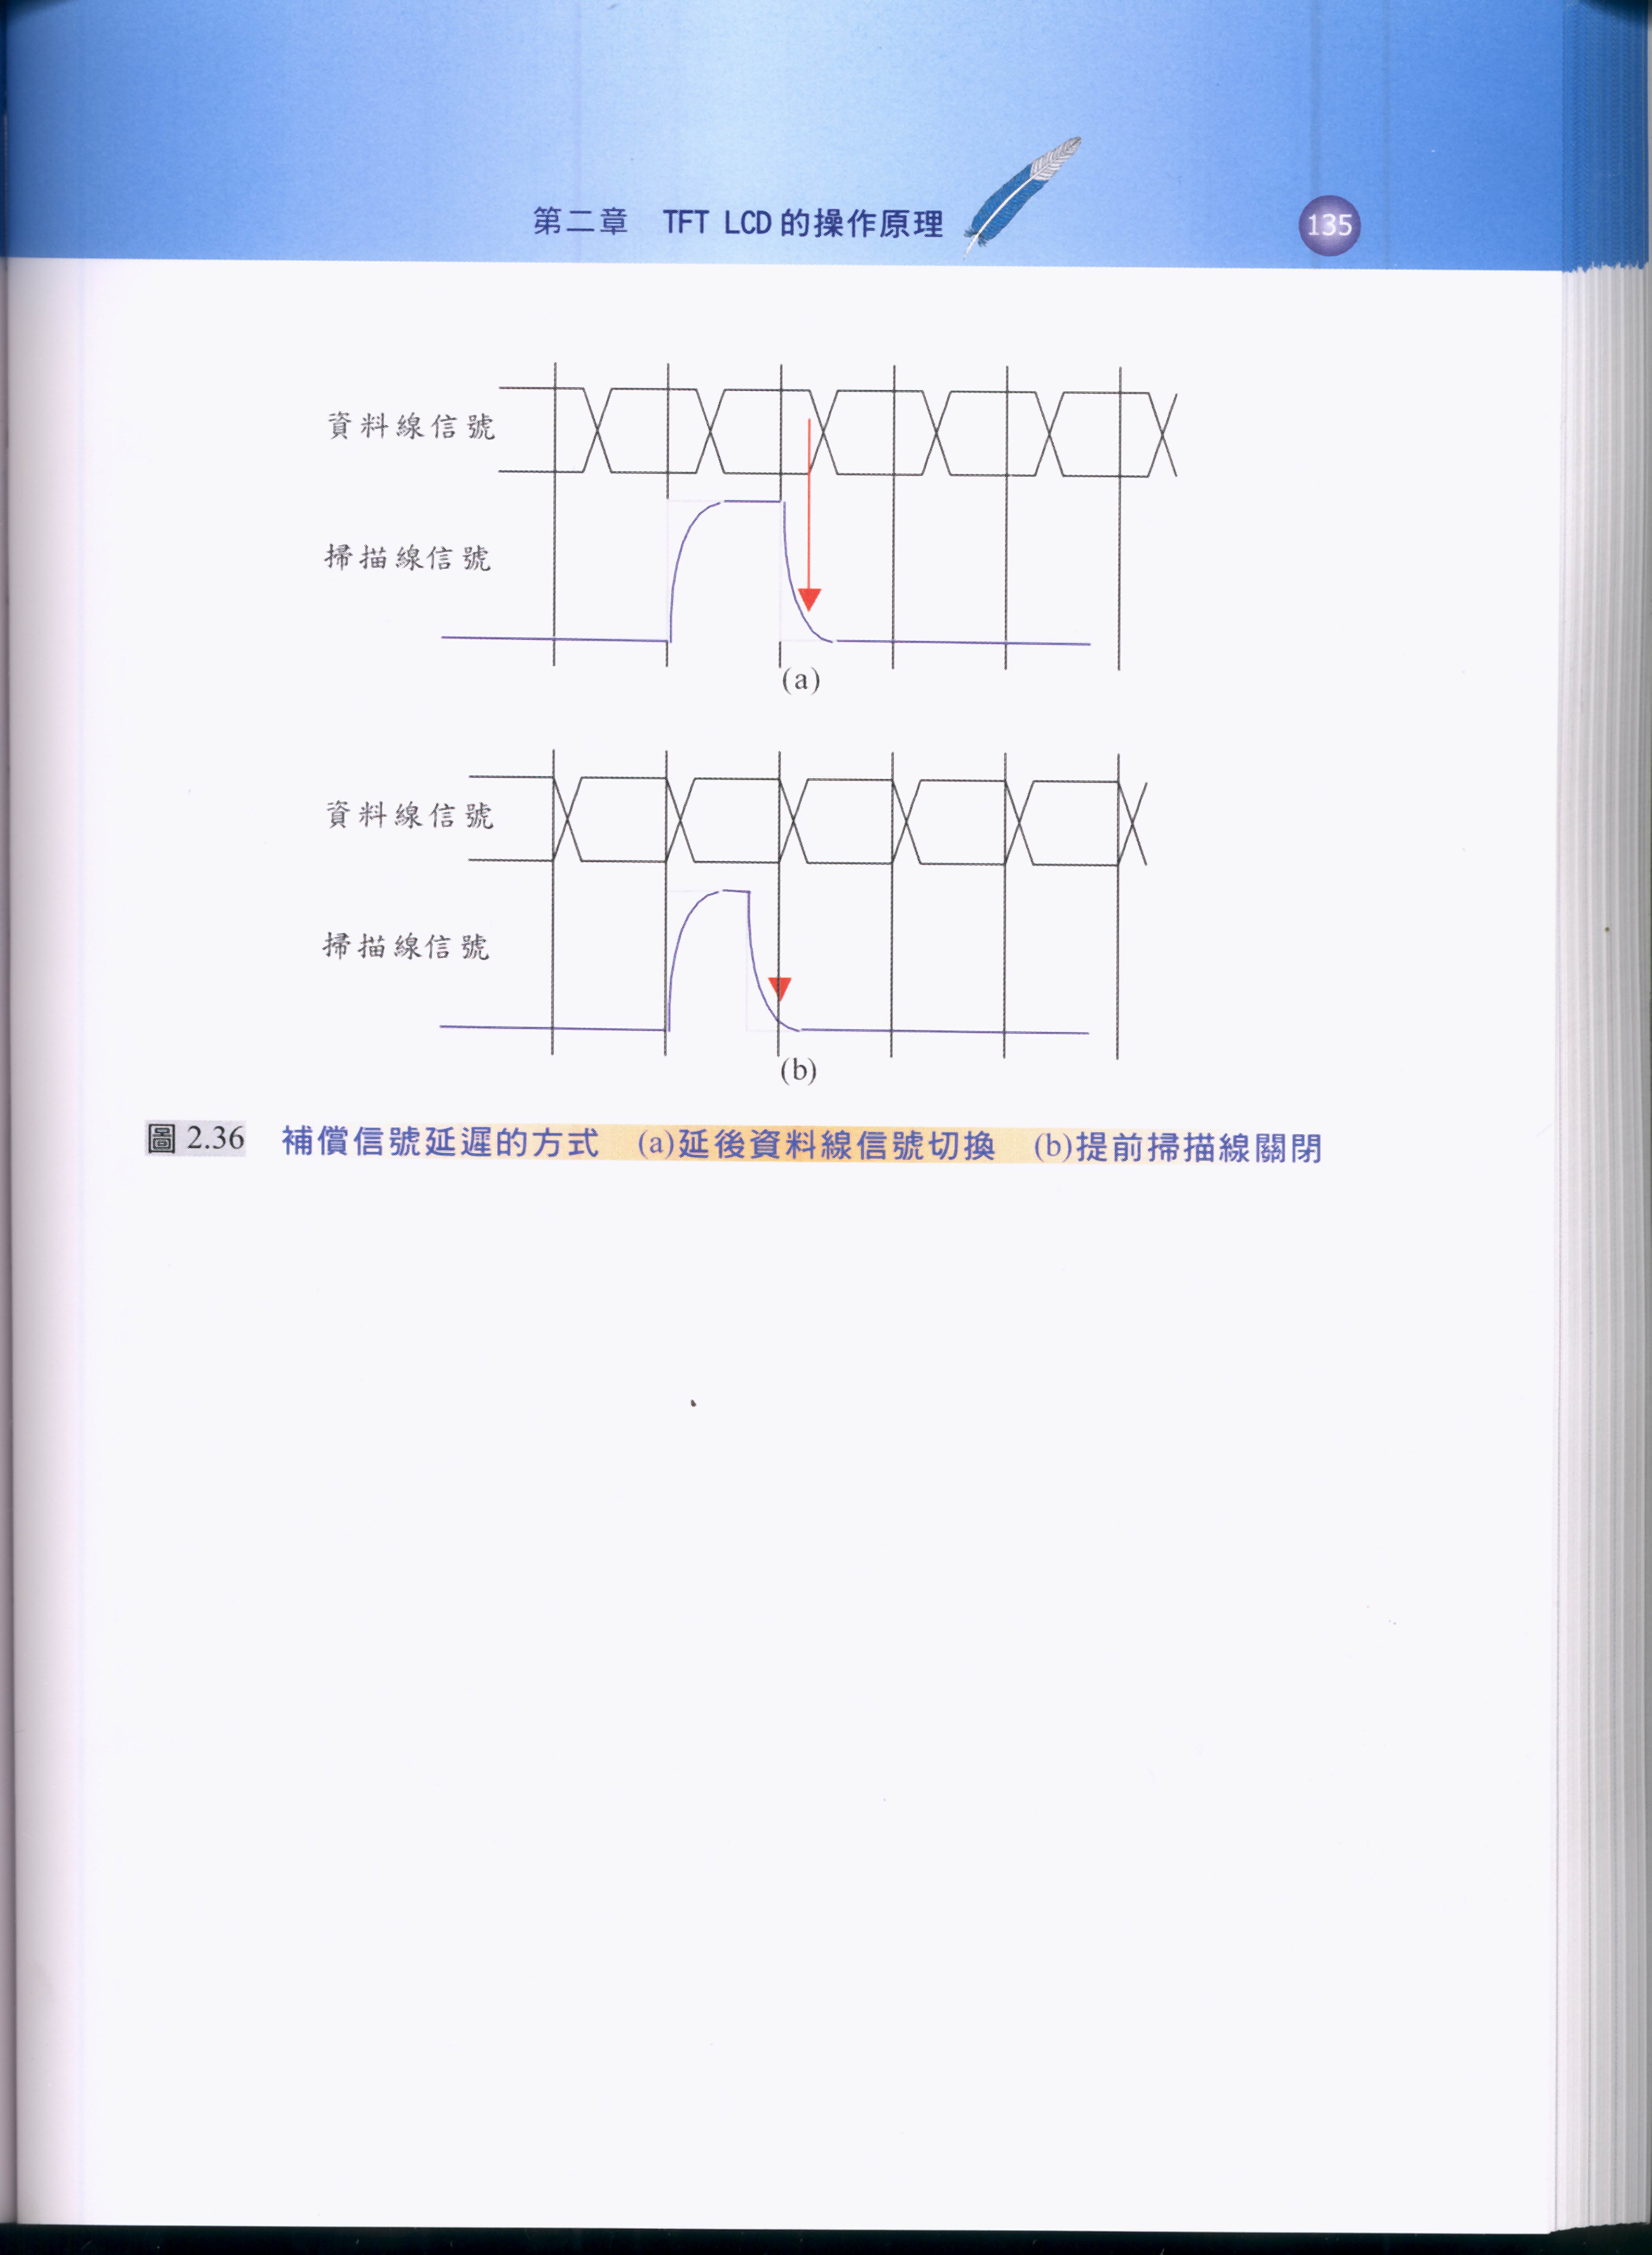 第二章 TFT LCD的操作原理
135
資料線信號
掃描線信號
(a)
資料線信號
掃描線信號
(b)
圖 2.36 補償信號延遲的方式 (a)延後資料線信號切換 (b)提前掃描線關閉